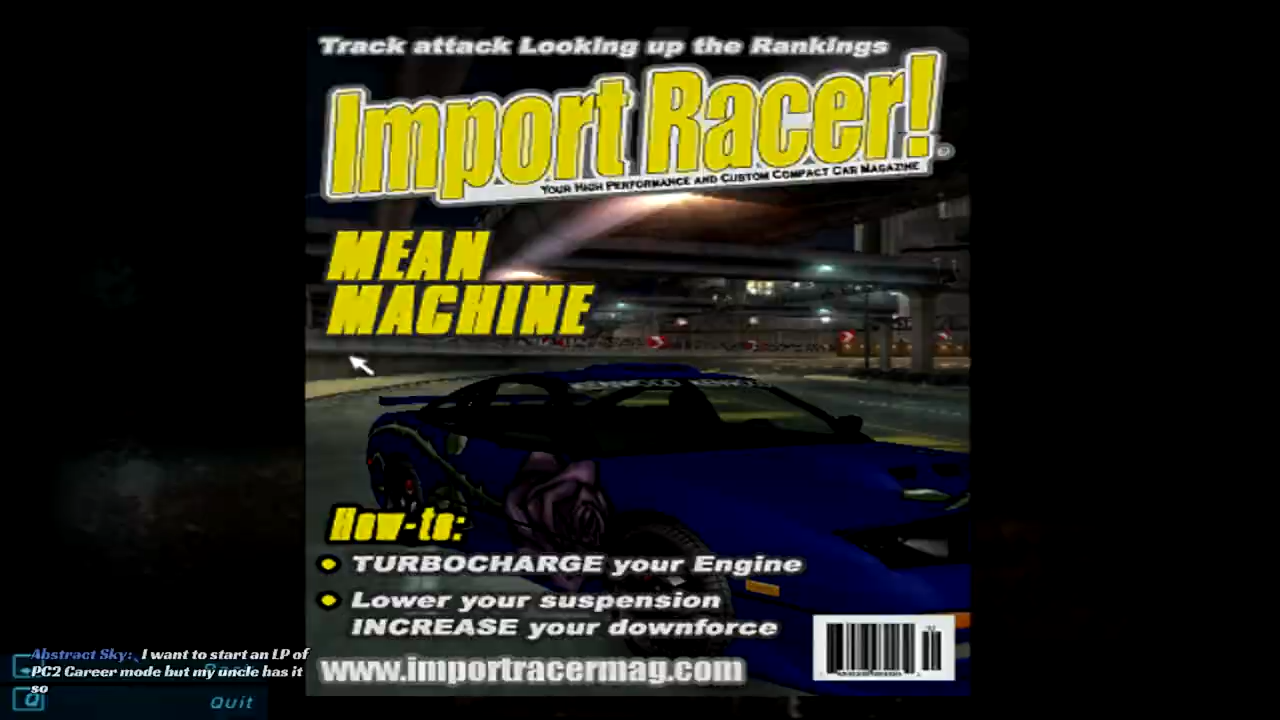 Track attack Looking up the Rankings
Import Racer!
YOUR HIGH PERFORMANCE AND CUSTOM COMPACT CAR MAGAZINE
MEAN
MACHINE
How-to:
TURBOCHARGE your Engine
Lower your suspension
INCREASE your downforce
www.importracermag.com
Abstract Sky: I want to start an LP of
PC2 Career mode but my uncle has it
so
Q
Quit